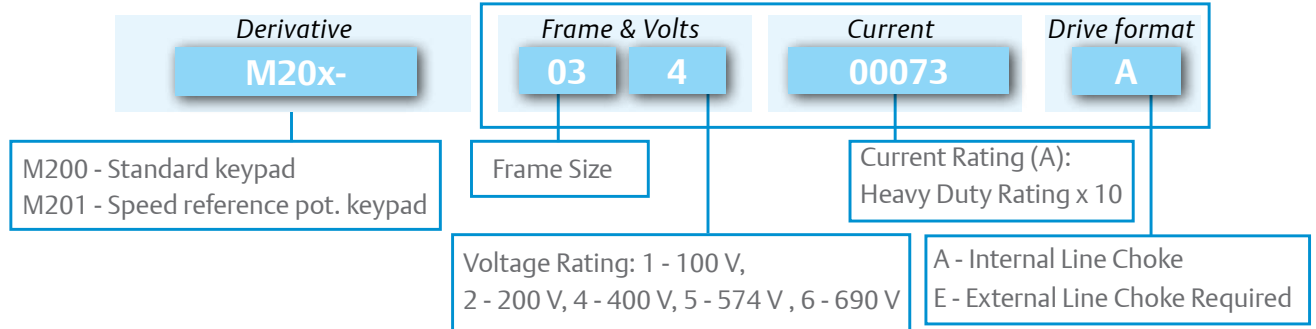 Derivative
Frame & Volts
Current
Drive format
M20x-
03
4
00073
A
M200 - Standard keypad
M201 - Speed reference pot. keypad
Frame Size
Current Rating (A):
Heavy Duty Rating x 10
Voltage Rating: 1 - 100 V,
2 - 200 V, 4 - 400 V, 5 - 574 V , 6 - 690 V
A - Internal Line Choke
E - External Line Choke Required